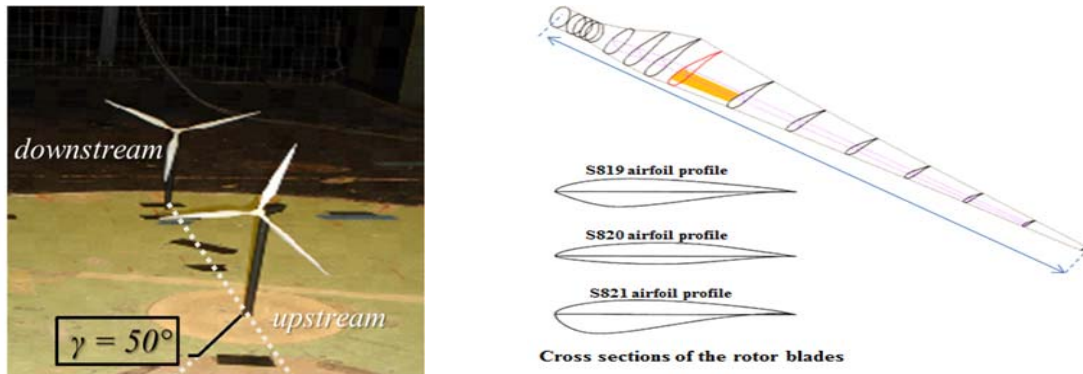 downstream
upstream
γ = 50°
S819 airfoil profile
S820 airfoil profile
S821 airfoil profile
Cross sections of the rotor blades